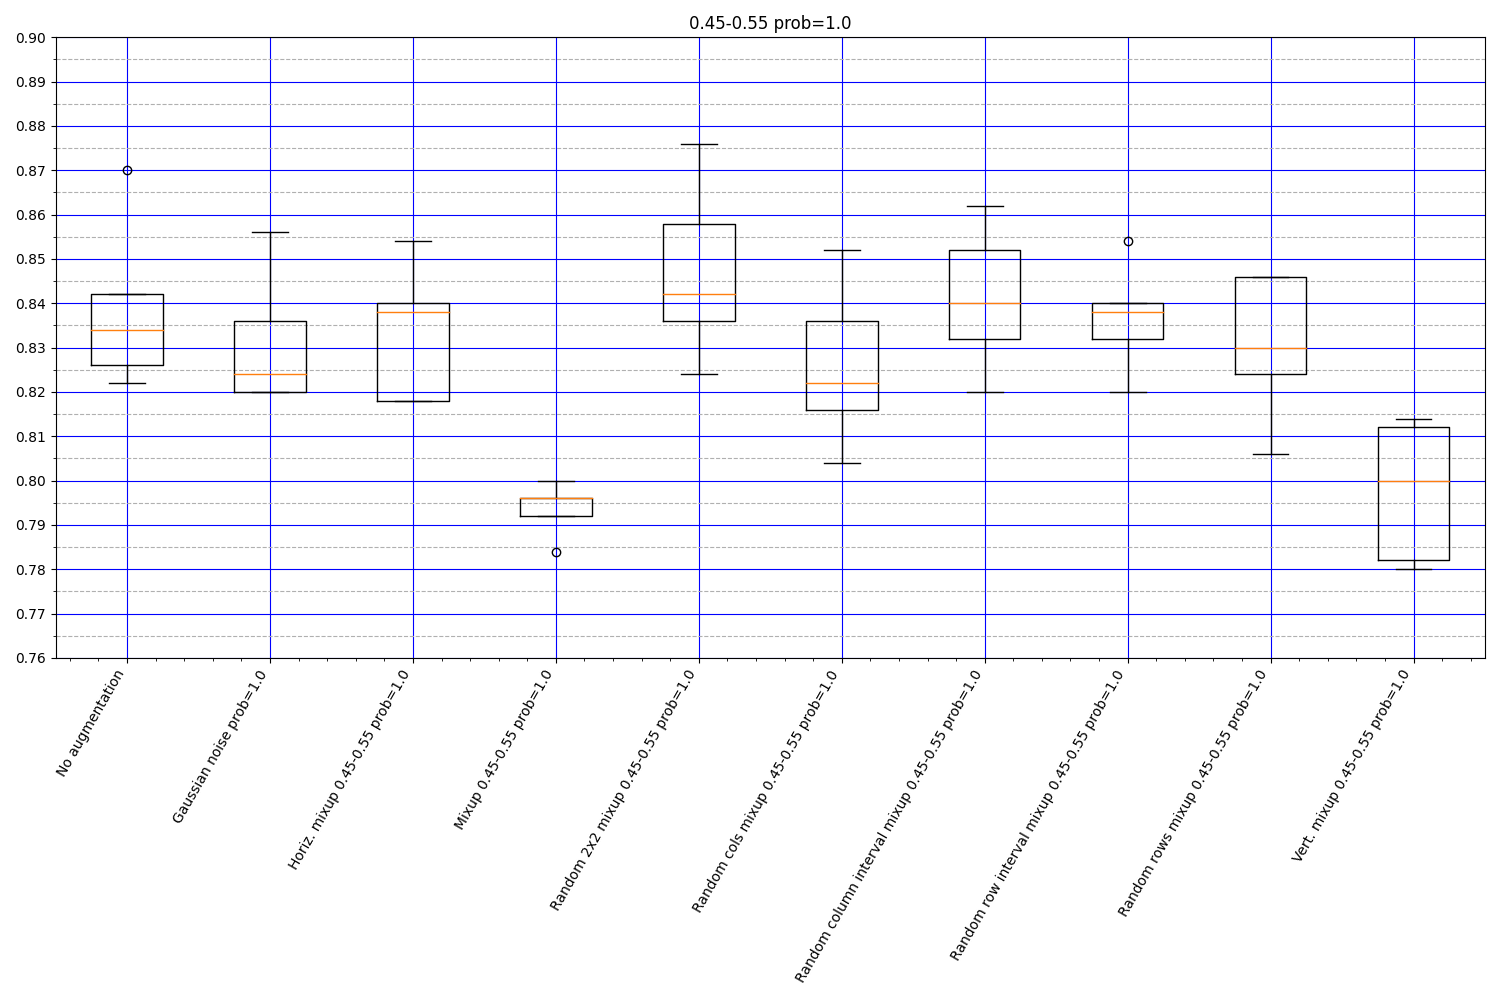 0.45-0.55 prob=1.0
0.90
0.89
0.88
0.87
0.86
0.85
0.84
0.83
0.82
0.81
0.80
0.79
0.78
0.77
0.76
No augmentation
Gaussian noise prob=1.0
Horiz. mixup 0.45-0.55 prob=1.0
Mixup 0.45-0.55 prob=1.0
Random 2x2 mixup 0.45-0.55 prob=1.0
Random cols mixup 0.45-0.55 prob=1.0
Random column interval mixup 0.45-0.55 prob=1.0
Random row interval mixup 0.45-0.55 prob=1.0
Random rows mixup 0.45-0.55 prob=1.0
Vert. mixup 0.45-0.55 prob=1.0